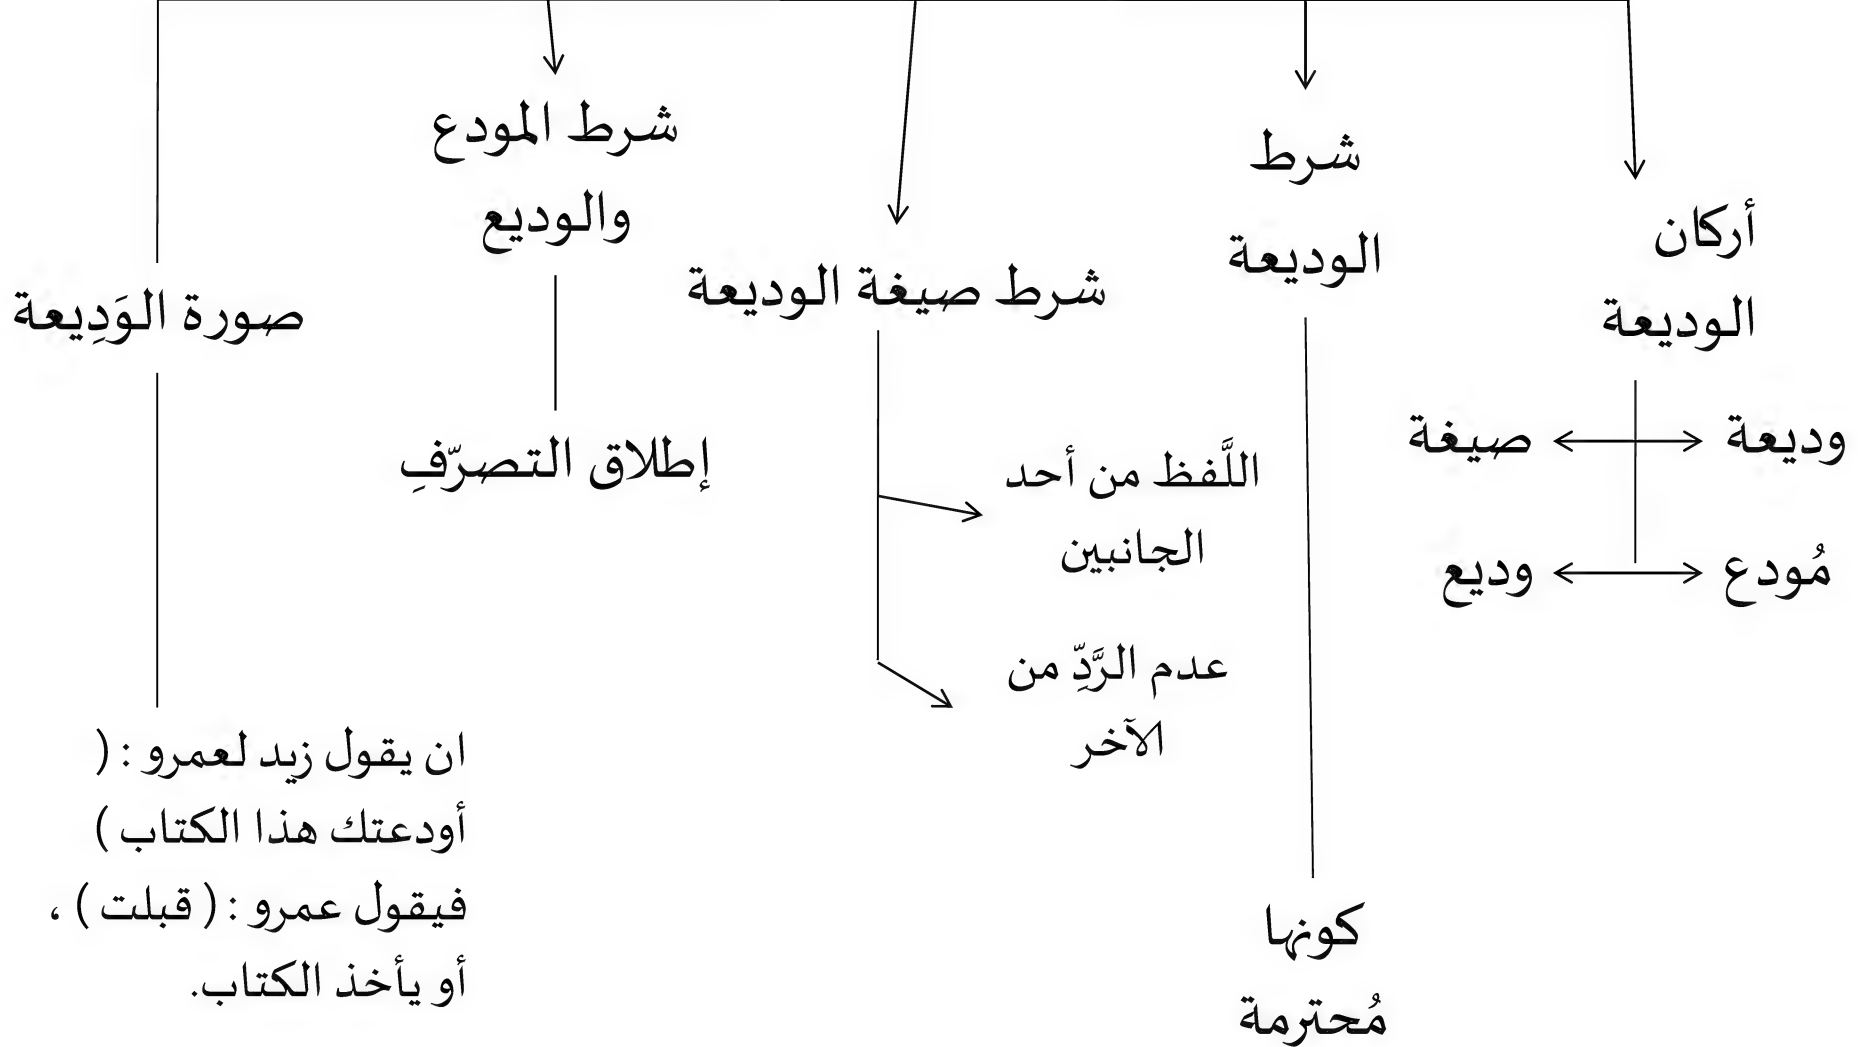 أركان
الوديعة
وديعة
صيغة
مُودع
وديع
شرط
الوديعة
كونها
مُحترمة
شرط صيغة الوديعة
اللَّفظ من أحد
الجانبين
عدم الرَّدِّ من
الآخر
شرط المودع
والوديع
إطلاق التصرّفِ
صورة الوَدِيعة
ان يقول زيد لعمرو : (
أودعتك هذا الكتاب )
فيقول عمرو : ( قبلت ) ،
أو يأخذ الكتاب.